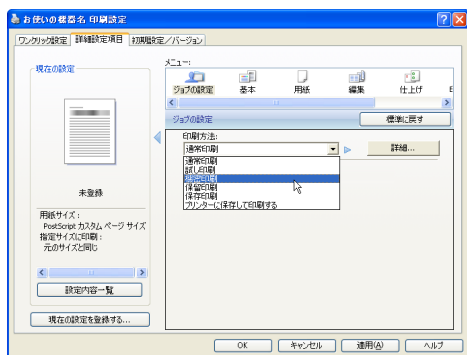 お使いの機器名 印刷設定
ワンクリック設定
詳細設定項目
初期設定/バージョン
現在の設定
未登録
用紙サイズ:
PostScript カスタム ページ サイズ
指定サイズに印刷:
元のサイズと同じ
設定内容一覧
現在の設定を登録する...
メニュー:
ジョブの設定
基本
用紙
編集
仕上げ
ジョブの設定
標準に戻す
印刷方法:
通常印刷
詳細...
通常印刷
試し印刷
機密印刷
保留印刷
保存印刷
プリンターに保存して印刷する
OK
キャンセル
適用(A)
ヘルプ